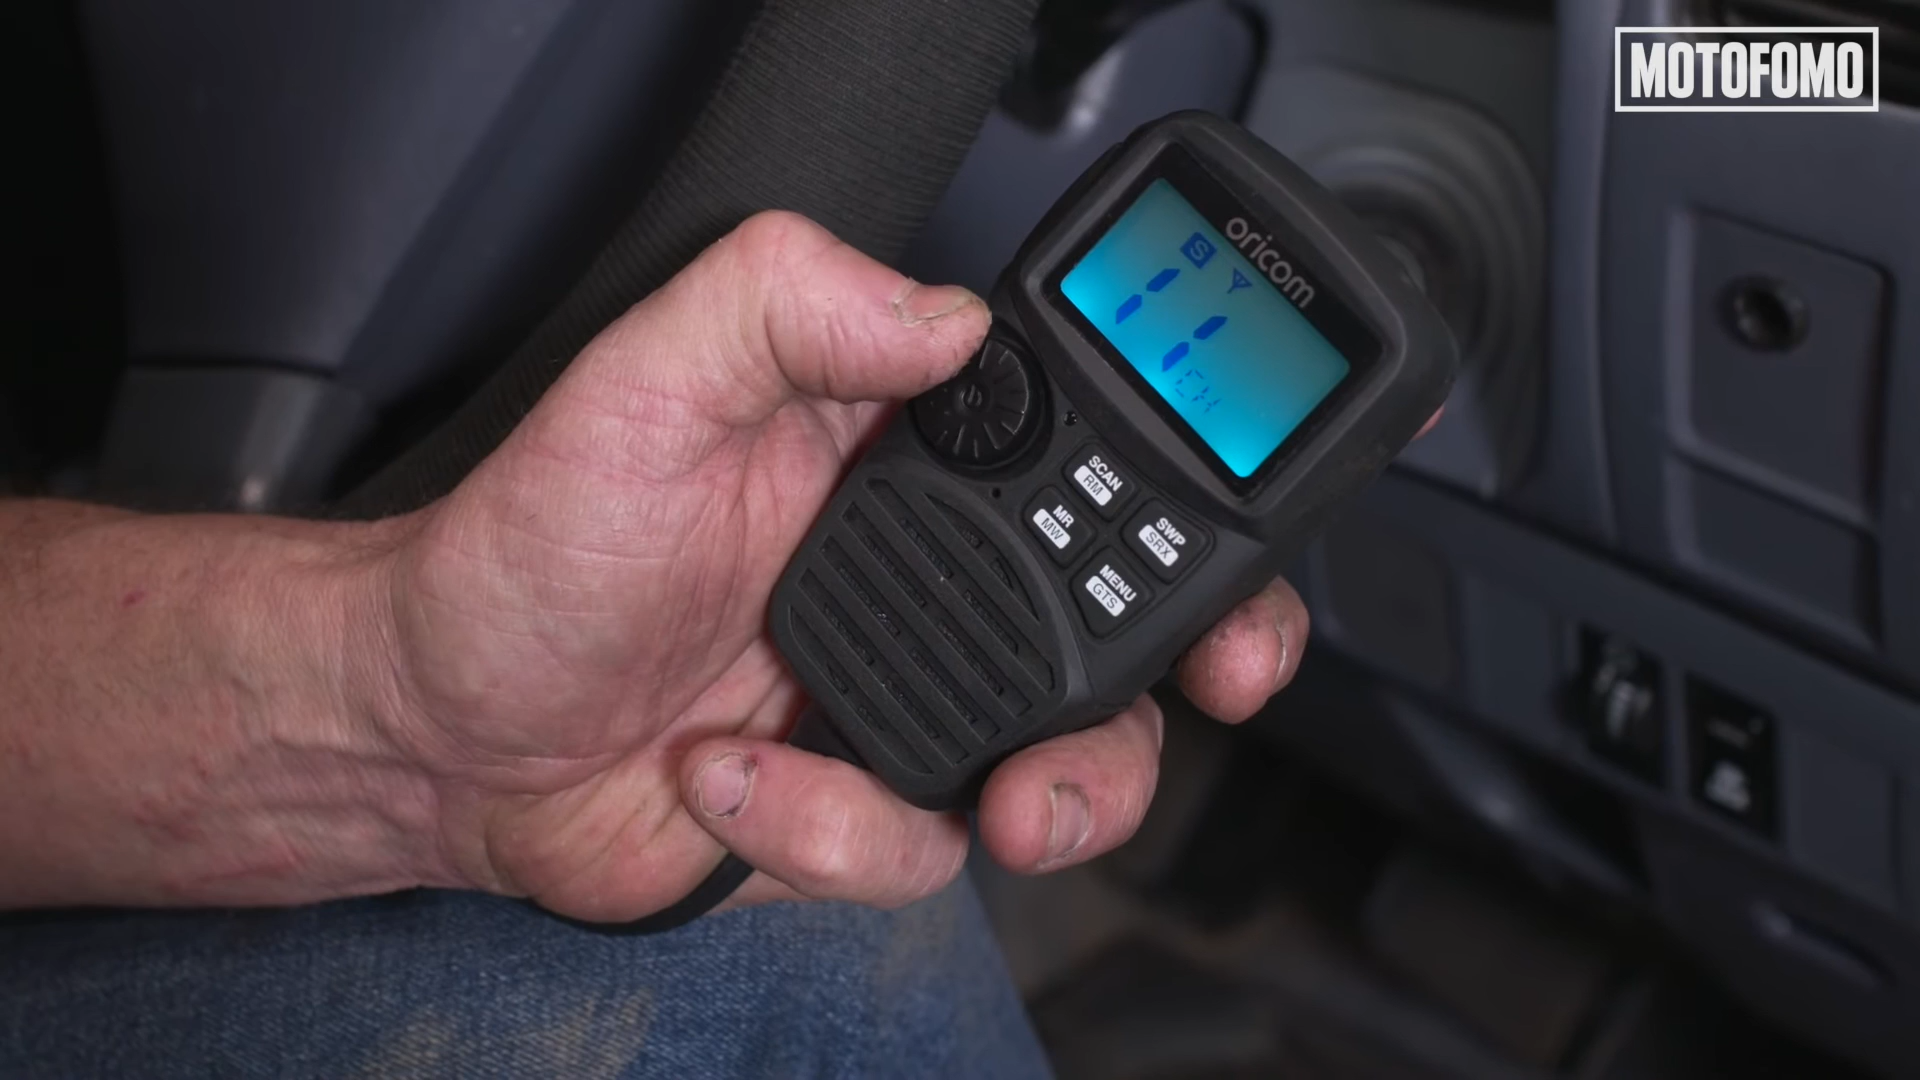 MOTOFOMO
oricom
S
11
CH
SCAN
RM
MR
MW
SWP
SRX
MENU
GTS